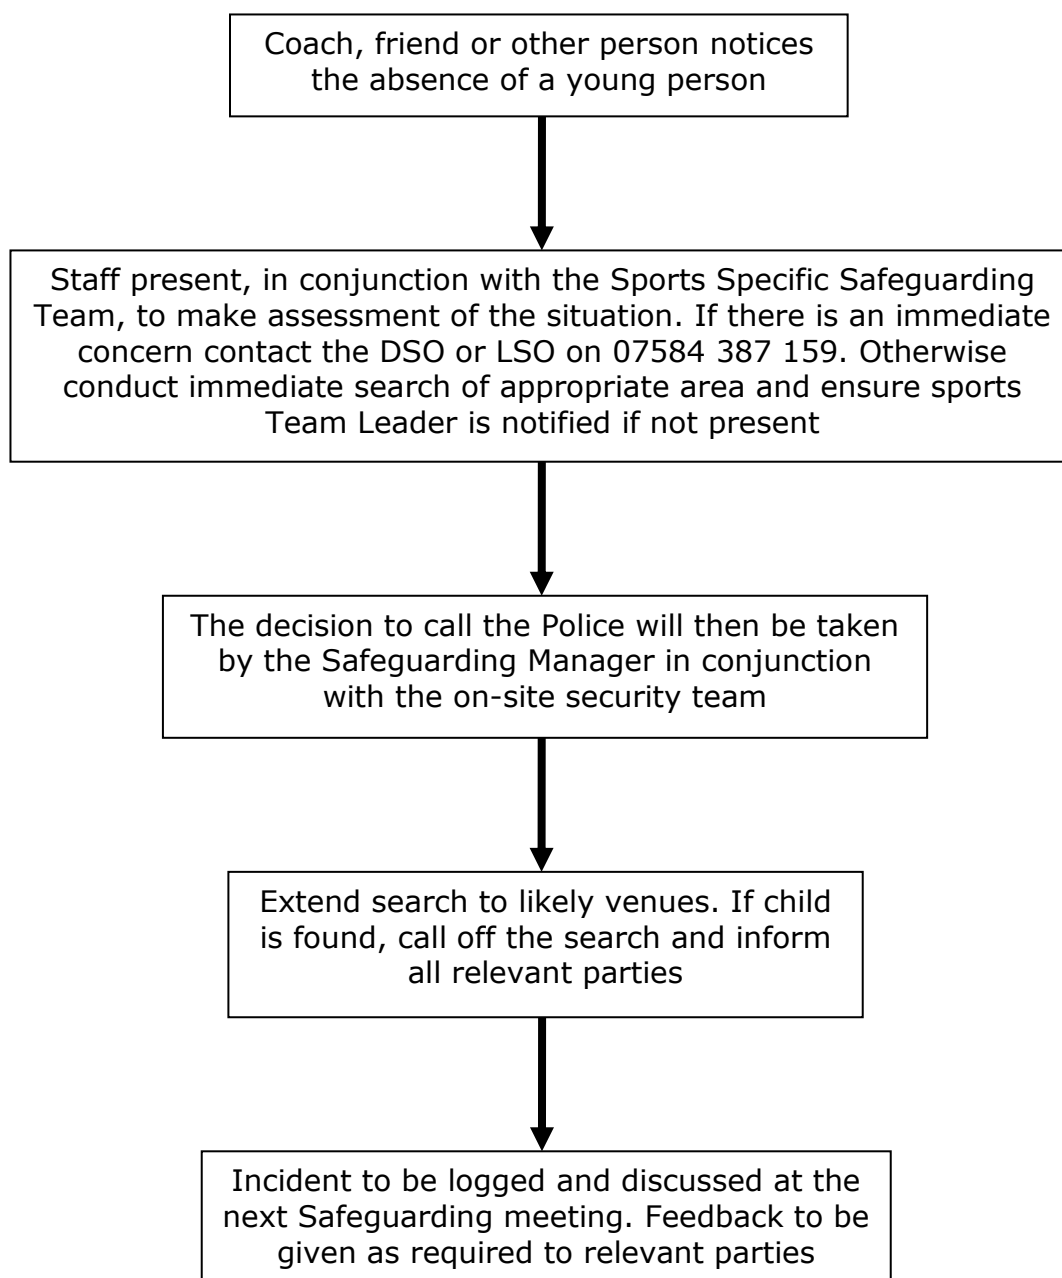 Coach, friend or other person notices
the absence of a young person
Staff present, in conjunction with the Sports Specific Safeguarding
Team, to make assessment of the situation. If there is an immediate
concern contact the DSO or LSO on 07584 387 159. Otherwise
conduct immediate search of appropriate area and ensure sports
Team Leader is notified if not present
The decision to call the Police will then be taken
by the Safeguarding Manager in conjunction
with the on-site security team
Extend search to likely venues. If child
is found, call off the search and inform
all relevant parties
Incident to be logged and discussed at the
next Safeguarding meeting. Feedback to be
given as required to relevant parties